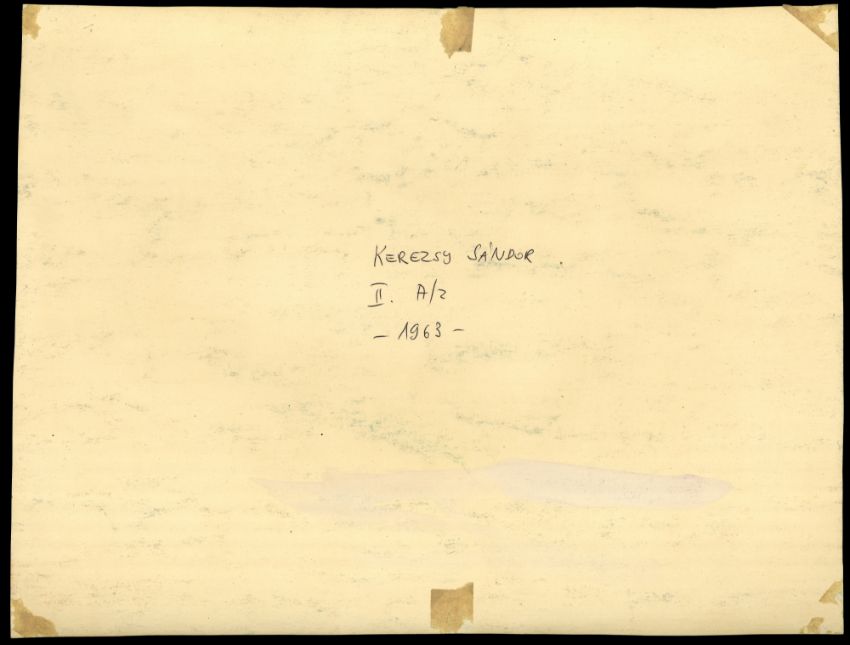 KEREZSY SÁNDOR
II. A/2
– 1963 –